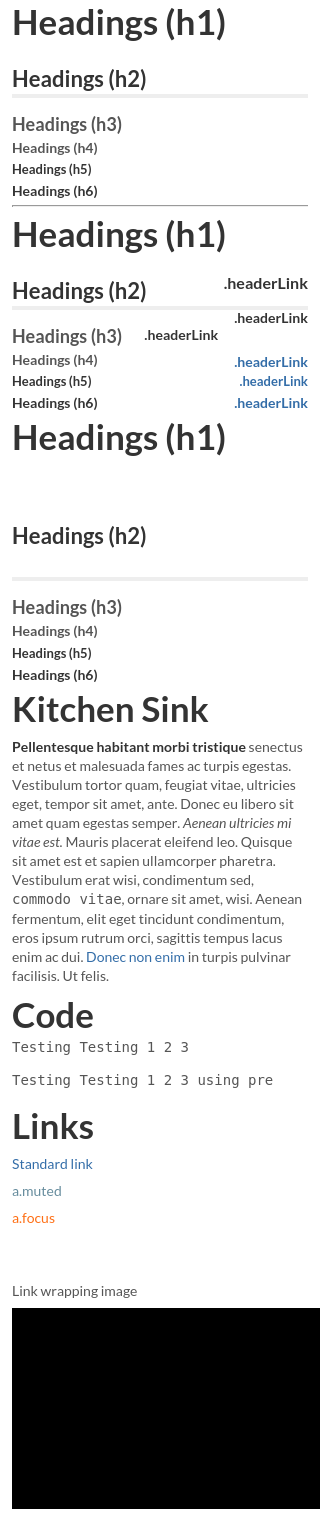 Headings (h1)
Headings (h2)
Headings (h3)
Headings (h4)
Headings (h5)
Headings (h6)
Headings (h1)
Headings (h2) .headerLink
.headerLink
Headings (h3) .headerLink
Headings (h4) .headerLink
Headings (h5) .headerLink
Headings (h6) .headerLink
Headings (h1)
Headings (h2)
Headings (h3)
Headings (h4)
Headings (h5)
Headings (h6)
Kitchen Sink
Pellentesque habitant morbi tristique senectus
et netus et malesuada fames ac turpis egestas.
Vestibulum tortor quam, feugiat vitae, ultricies
eget, tempor sit amet, ante. Donec eu libero sit
amet quam egestas semper. Aenean ultricies mi
vitae est. Mauris placerat eleifend leo. Quisque
sit amet est et sapien ullamcorper pharetra.
Vestibulum erat wisi, condimentum sed,
commodo vitae, ornare sit amet, wisi. Aenean
fermentum, elit eget tincidunt condimentum,
eros ipsum rutrum orci, sagittis tempus lacus
enim ac dui. Donec non enim in turpis pulvinar
facilisis. Ut felis.
Code
Testing Testing 1 2 3
Testing Testing 1 2 3 using pre
Links
Standard link
a.muted
a.focus
Link wrapping image